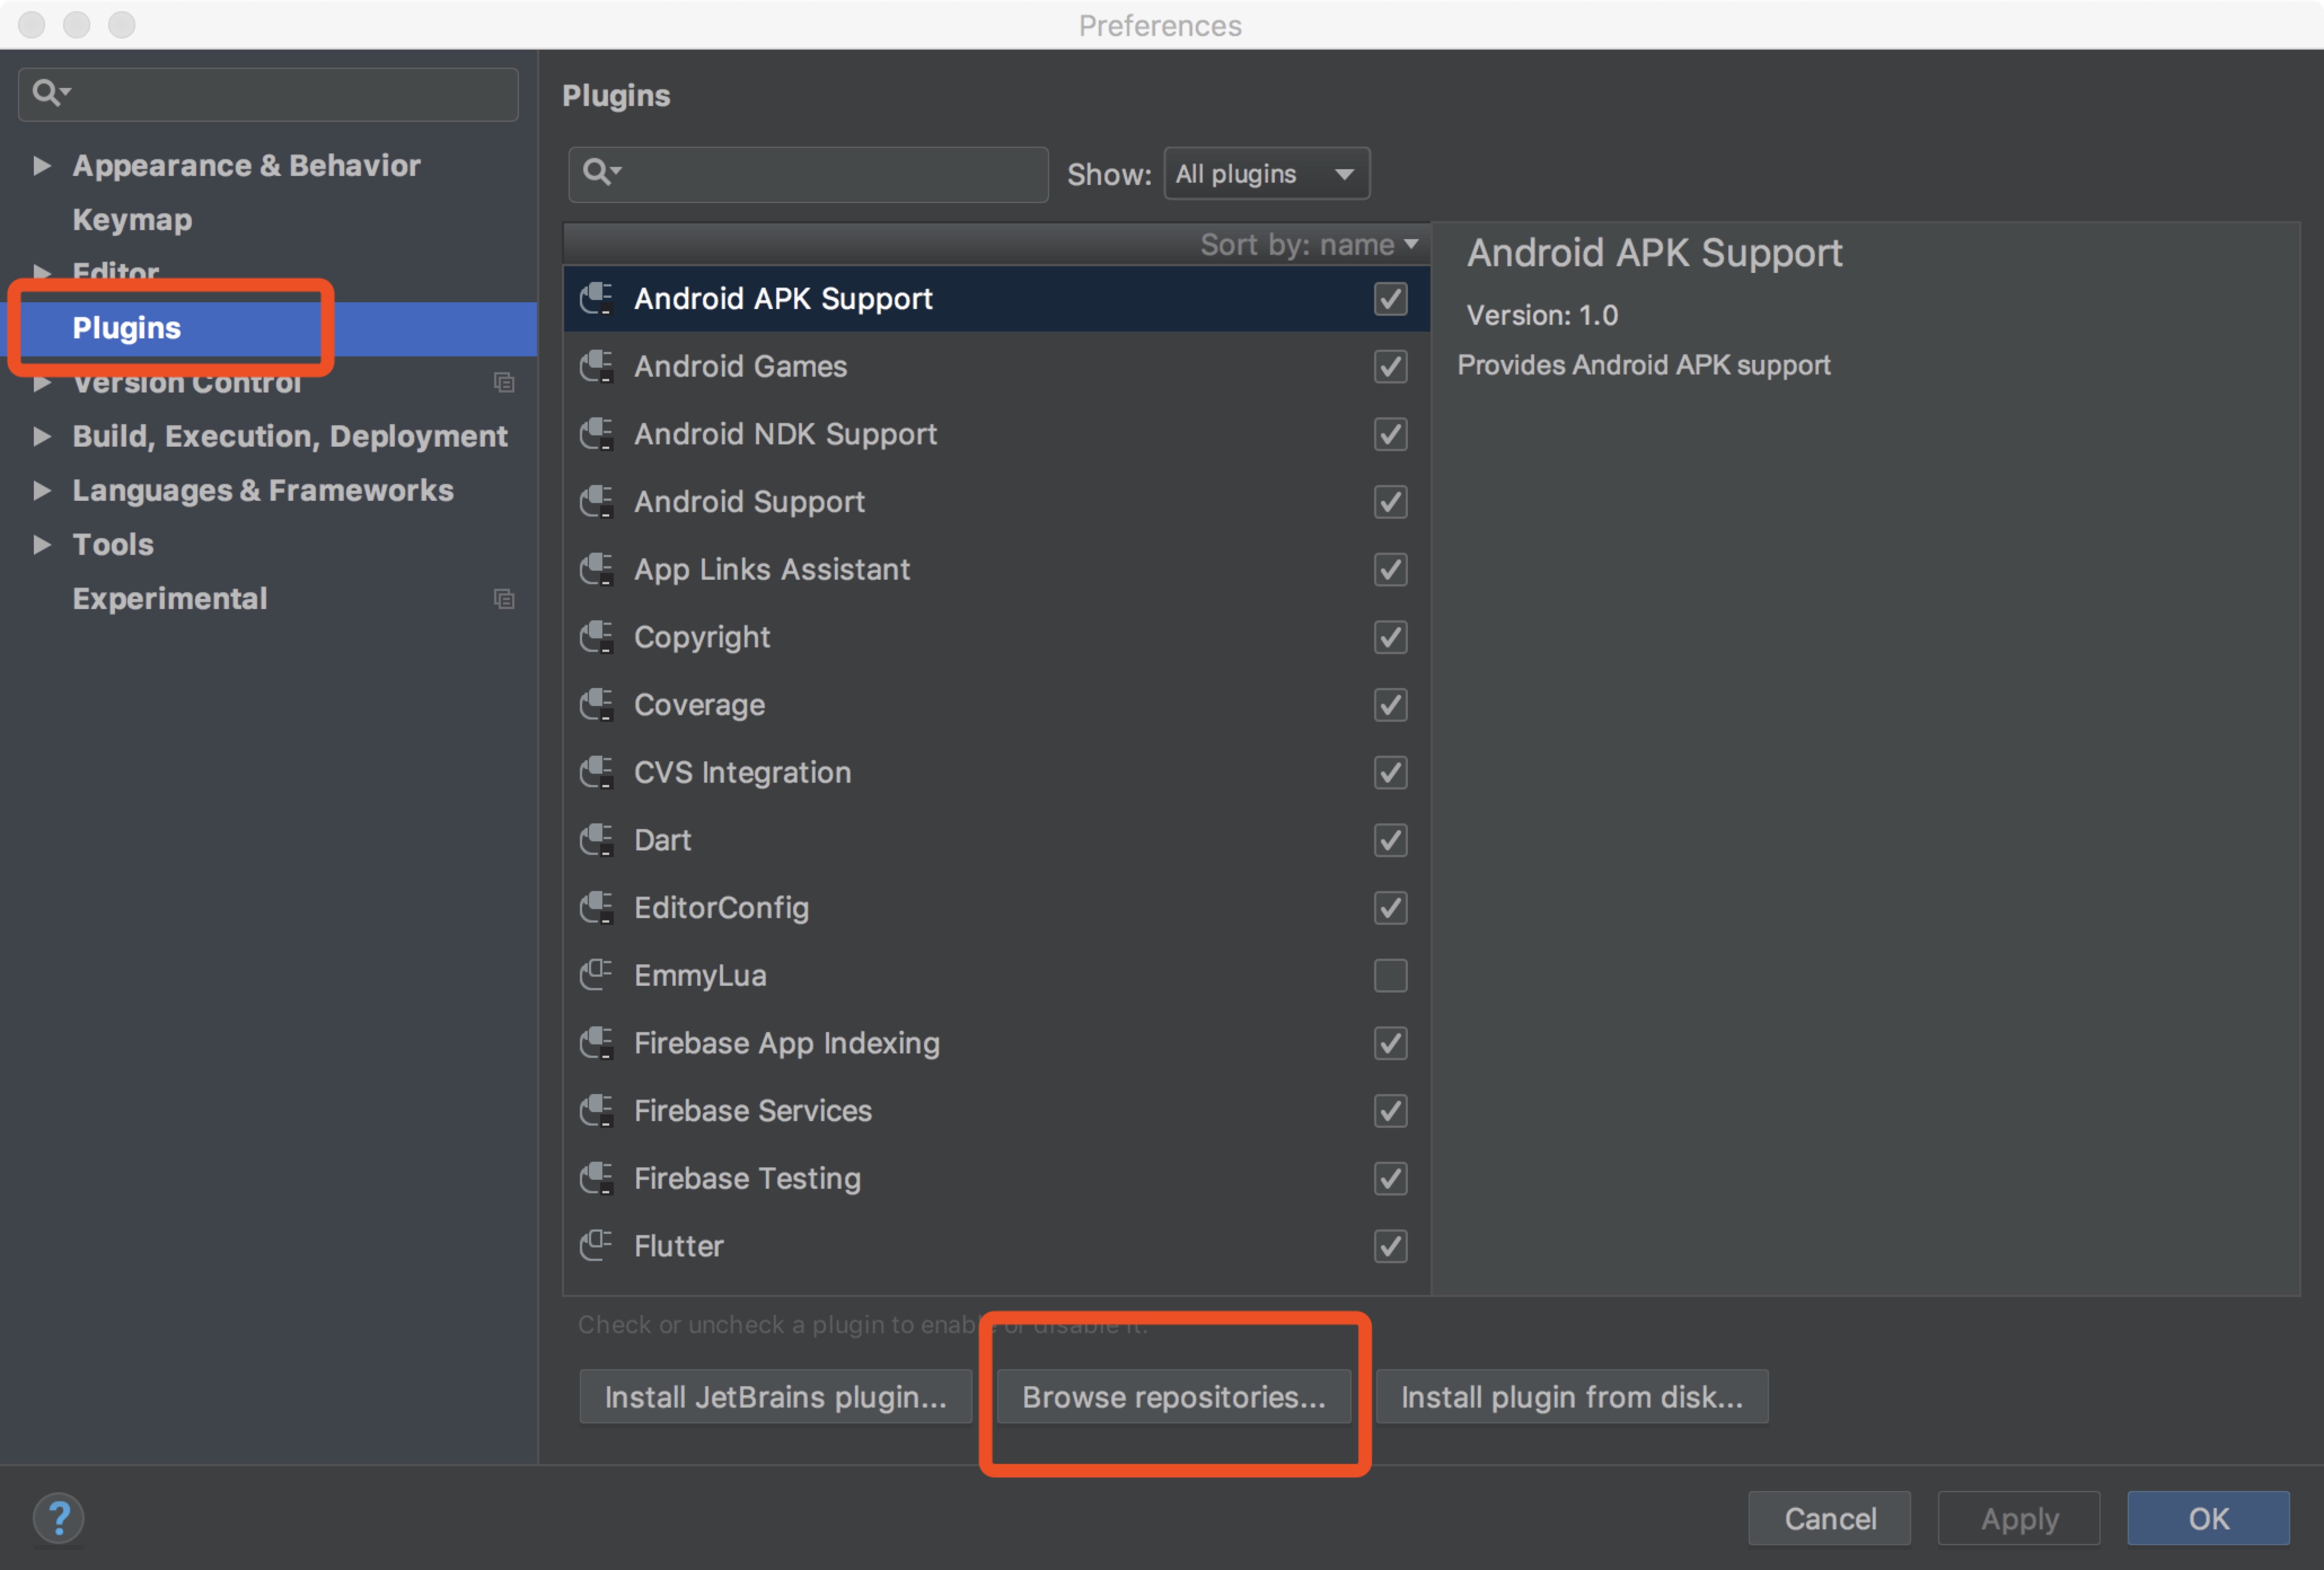 Preferences
Appearance & Behavior
Keymap
Editor
Plugins
Version Control
Build, Execution, Deployment
Languages & Frameworks
Tools
Experimental
Plugins
Show: All plugins
Sort by: name
Android APK Support
Android Games
Android NDK Support
Android Support
App Links Assistant
Copyright
Coverage
CVS Integration
Dart
EditorConfig
EmmyLua
Firebase App Indexing
Firebase Services
Firebase Testing
Flutter
Android APK Support
Version: 1.0
Provides Android APK support
Check or uncheck a plugin to enable or disable it.
Install JetBrains plugin... Browse repositories... Install plugin from disk...
? Cancel Apply OK